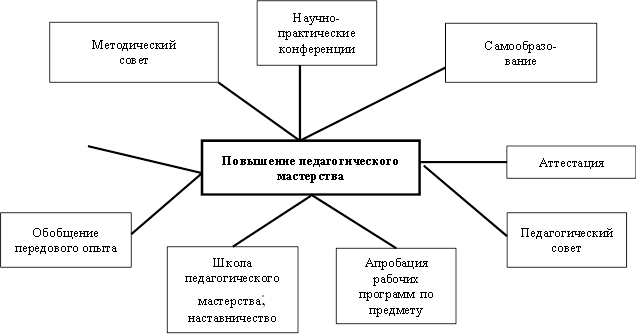 Научно-
практические
конференции
Методический
совет
Самообразо-
вание
Повышение педагогического
мастерства
Аттестация
Обобщение
передового опыта
Педагогический
совет
Школа
педагогического
мастерства,
наставничество
Апробация
рабочих
программ по
предмету